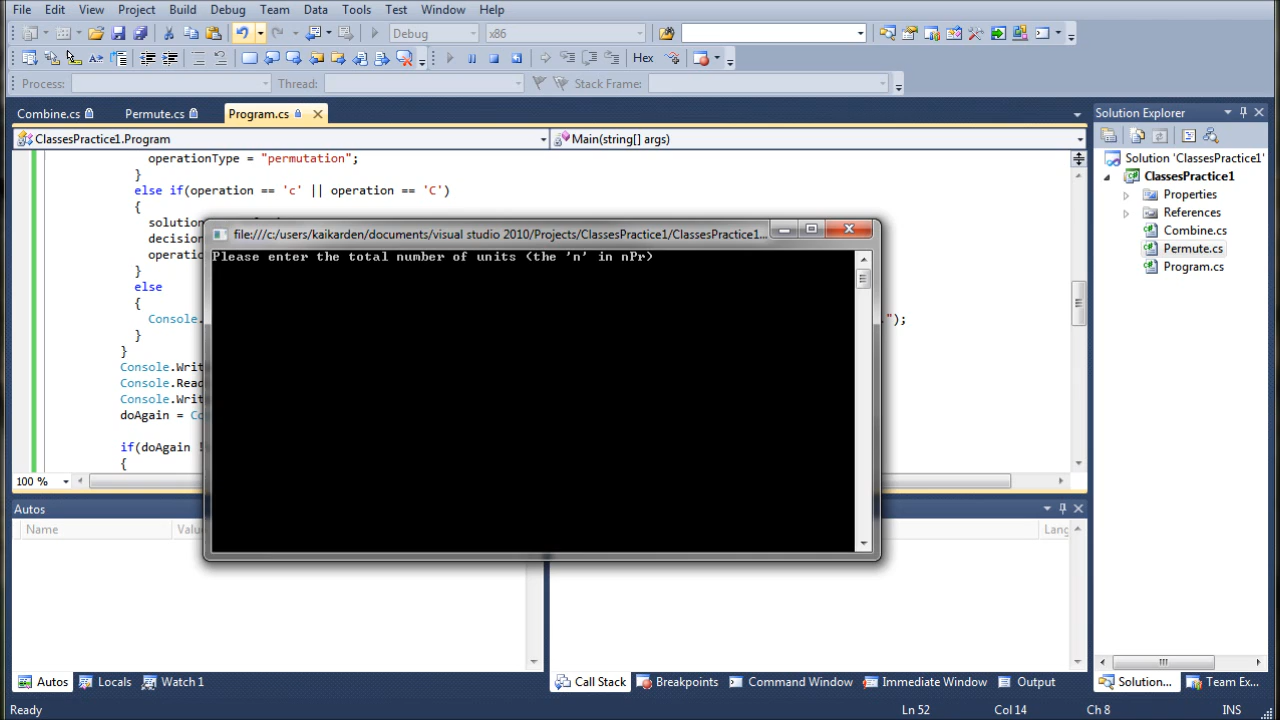 File Edit View Project Build Debug Team Data Tools Test Window Help
Debug x86
Hex
Process: Thread: Stack Frame:
Combine.cs Permute.cs Program.cs
ClassesPractice1.Program Main(string[] args)
operationType = "permutation";
}
else if(operation == 'c' || operation == 'C')
{
solution
decision
operatio
}
else
{
Console. .");
}
}
Console.Writ
Console.Read
Console.Writ
doAgain = Co
if(doAgain !
{
100 %
file:///c:/users/kaikarden/documents/visual studio 2010/Projects/ClassesPractice1/ClassesPractice1...
Please enter the total number of units (the 'n' in nPr)
Solution Explorer
Solution 'ClassesPractice1'
ClassesPractice1
Properties
References
Combine.cs
Permute.cs
Program.cs
Autos
Name Valu Lang
Autos Locals Watch 1
Call Stack Breakpoints Command Window Immediate Window Output
Solution... Team Ex...
Ready Ln 52 Col 14 Ch 8 INS